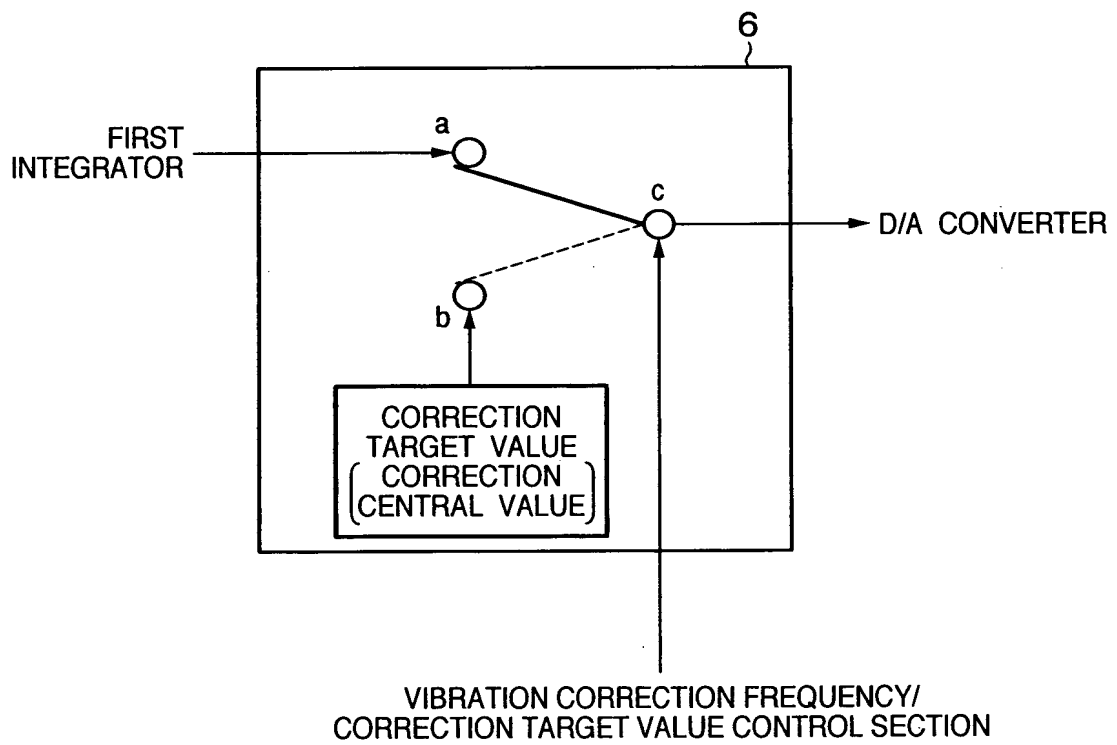 6
FIRST
INTEGRATOR
a
c
D/A CONVERTER
b
CORRECTION
TARGET VALUE
(CORRECTION
CENTRAL VALUE)
VIBRATION CORRECTION FREQUENCY/
CORRECTION TARGET VALUE CONTROL SECTION